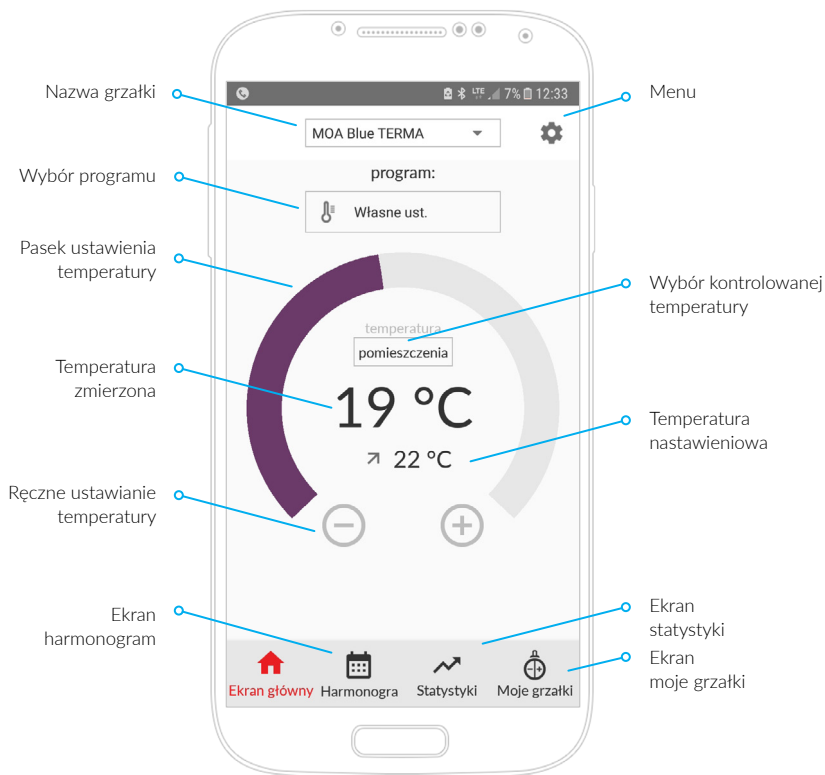 LTE 7% 12:33
Nazwa grzałki
Menu
MOA Blue TERMA
program:
Wybór programu
Własne ust.
Pasek ustawienia
temperatury
Wybór kontrolowanej
temperatury
temperatura
pomieszczenia
Temperatura
zmierzona
19 °C
Temperatura
nastawieniowa
22 °C
Ręczne ustawianie
temperatury
Ekran
harmonogram
Ekran
statystyki
Ekran
moje grzałki
Ekran główny
Harmonogra
Statystyki
Moje grzałki